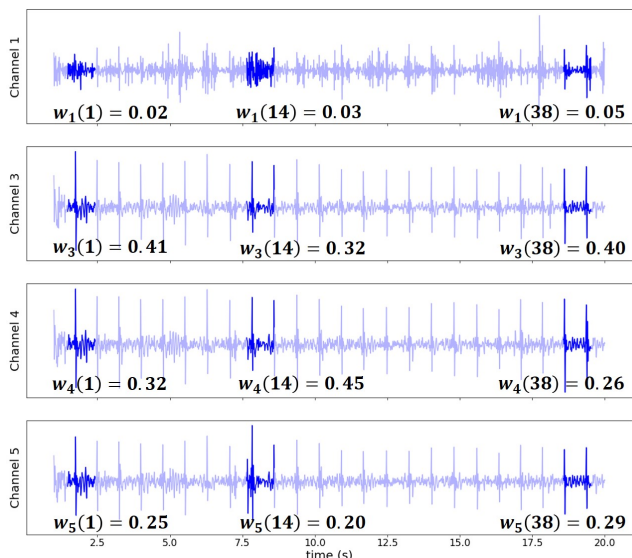 Channel 1
w₁(1) = 0.02 w₁(14) = 0.03 w₁(38) = 0.05
Channel 3
w₃(1) = 0.41 w₃(14) = 0.32 w₃(38) = 0.40
Channel 4
w₄(1) = 0.32 w₄(14) = 0.45 w₄(38) = 0.26
Channel 5
w₅(1) = 0.25 w₅(14) = 0.20 w₅(38) = 0.29
2.5 5.0 7.5 10.0 12.5 15.0 17.5 20.0
time (s)